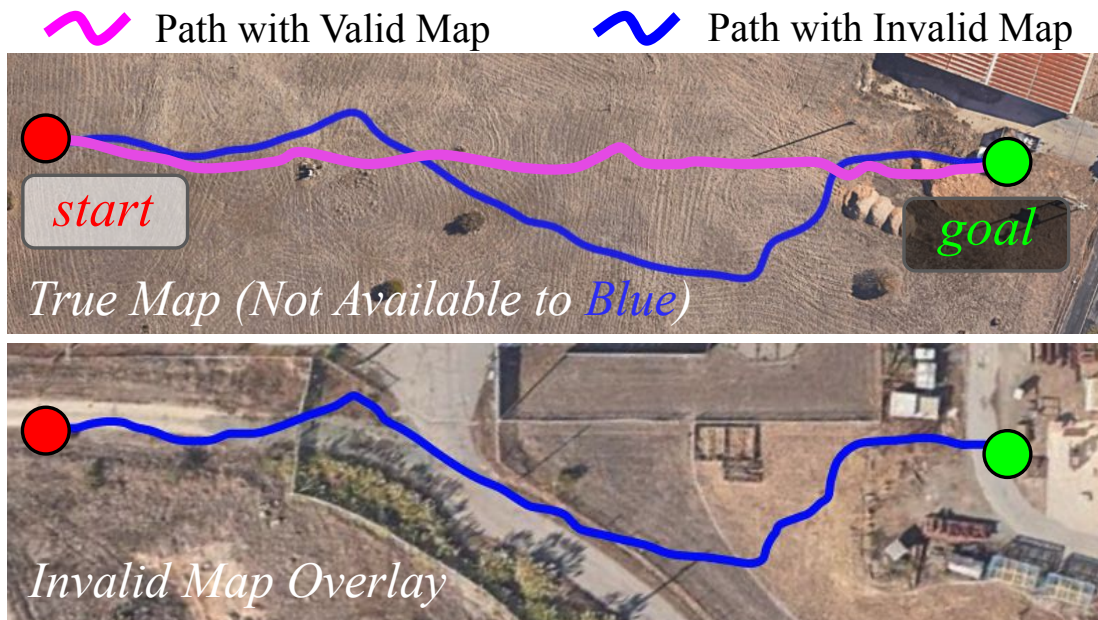 Path with Valid Map
Path with Invalid Map
start
goal
True Map (Not Available to Blue)
Invalid Map Overlay